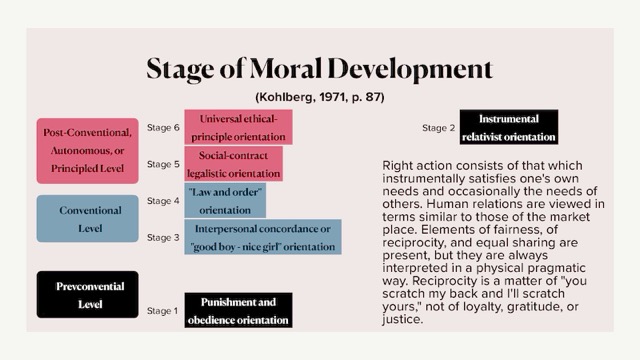 Stage of Moral Development
(Kohlberg, 1971, p. 87)
Post-Conventional,
Autonomous, or
Principled Level
Stage 6
Universal ethical-
principle orientation
Stage 5
Social-contract
legalistic orientation
Conventional
Level
Stage 4
"Law and order"
orientation
Stage 3
Interpersonal concordance or
"good boy - nice girl" orientation
Prevconvential
Level
Stage 1
Punishment and
obedience orientation
Stage 2
Instrumental
relativist orientation
Right action consists of that which
instrumentally satisfies one's own
needs and occasionally the needs of
others. Human relations are viewed in
terms similar to those of the market
place. Elements of fairness, of
reciprocity, and equal sharing are
present, but they are always
interpreted in a physical pragmatic
way. Reciprocity is a matter of "you
scratch my back and I'll scratch
yours," not of loyalty, gratitude, or
justice.